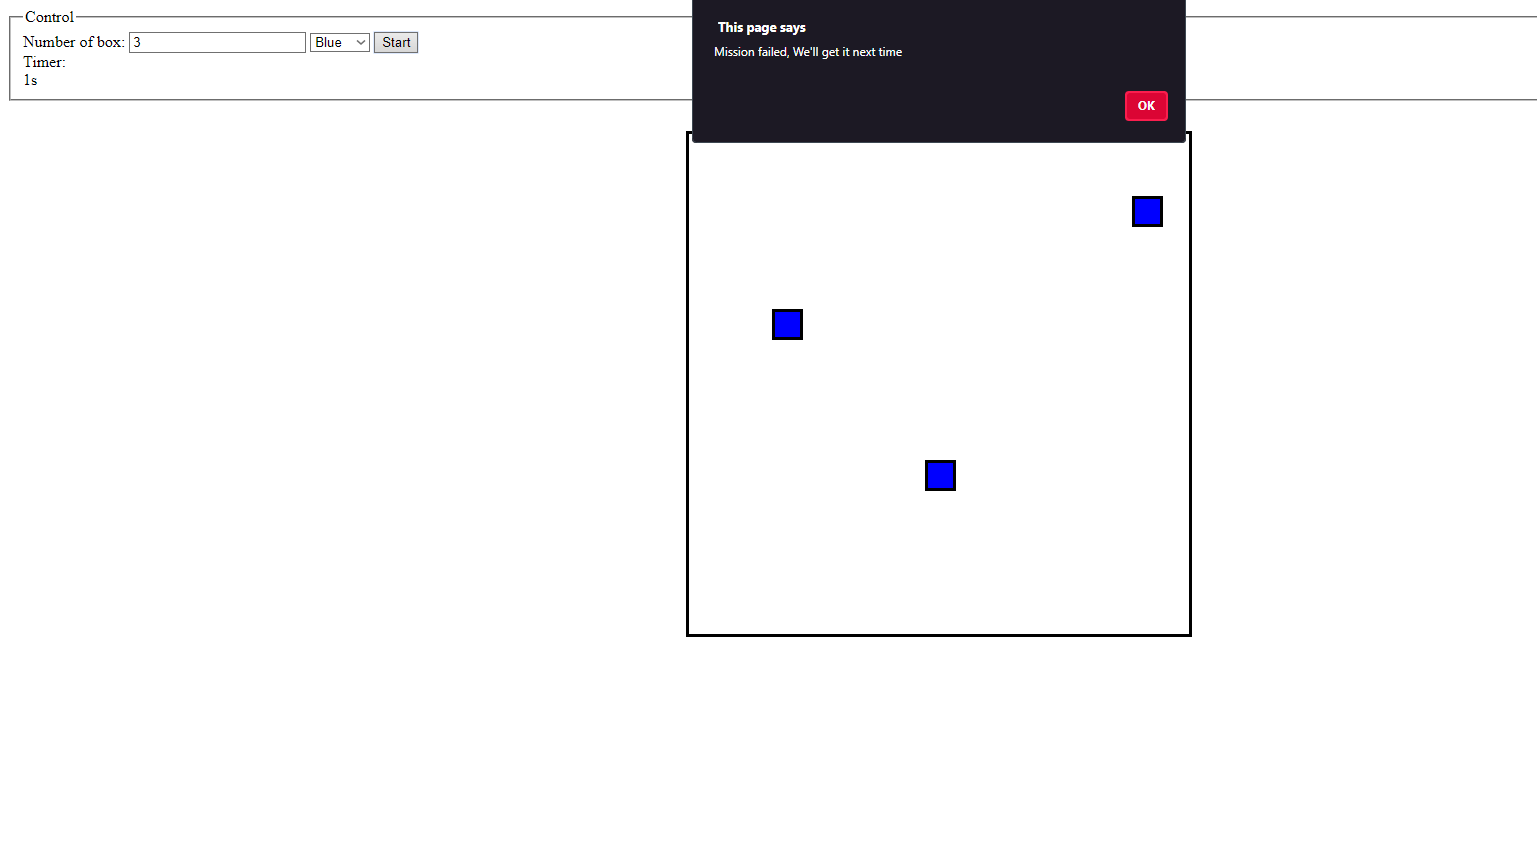 Control
Number of box: 3 Blue Start
Timer:
1s
This page says
Mission failed, We'll get it next time
OK